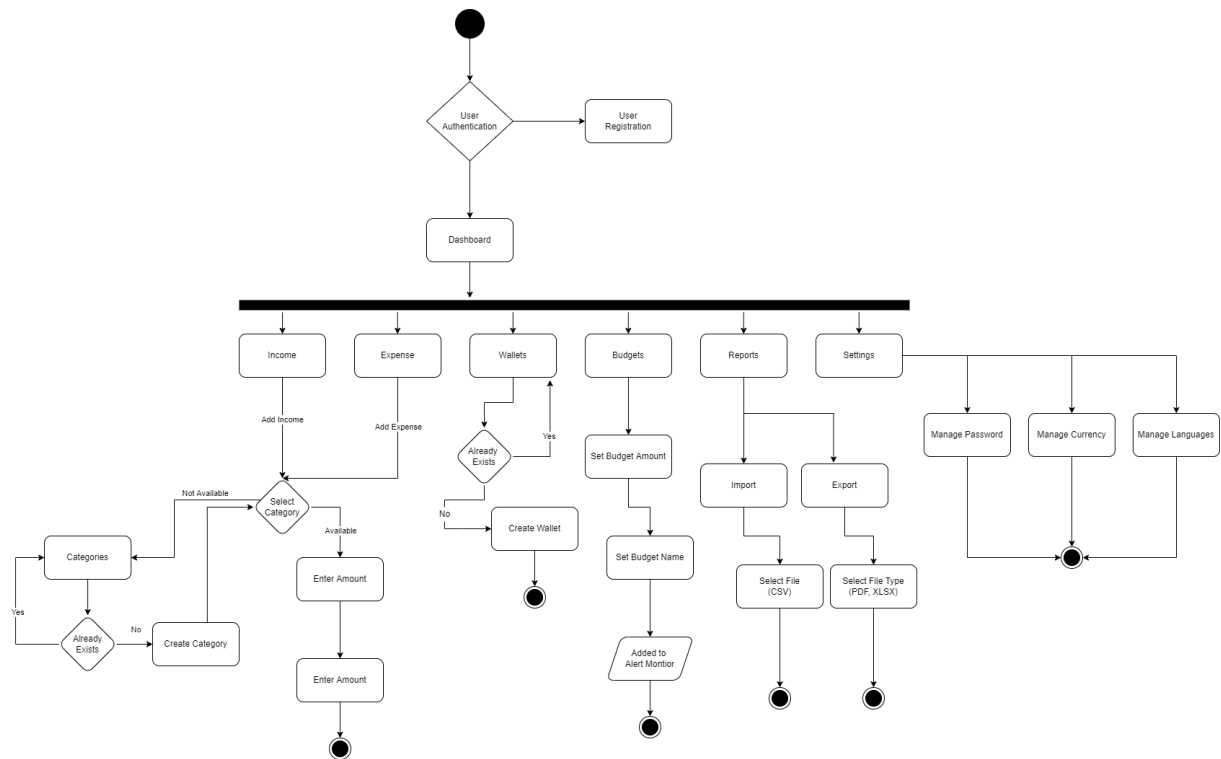 User
Authentication
User
Registration
Dashboard
Income
Expense
Wallets
Budgets
Reports
Settings
Add Income
Add Expense
Already
Exists
Yes
No
Create Wallet
Set Budget Amount
Set Budget Name
Added to
Alert Montior
Import
Export
Select File
(CSV)
Select File Type
(PDF, XLSX)
Manage Password
Manage Currency
Manage Languages
Select
Category
Not Available
Available
Categories
Yes
Already
Exists
No
Create Category
Enter Amount
Enter Amount